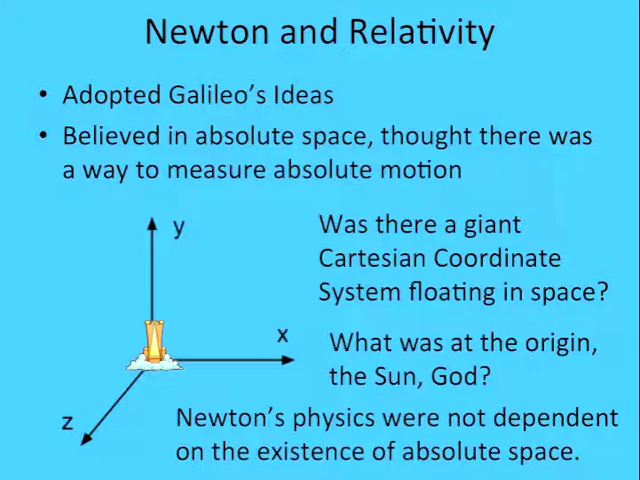 Newton and Relativity
• Adopted Galileo's Ideas
• Believed in absolute space, thought there was
a way to measure absolute motion
y
Was there a giant
Cartesian Coordinate
System floating in space?
x
What was at the origin,
the Sun, God?
z
Newton's physics were not dependent
on the existence of absolute space.